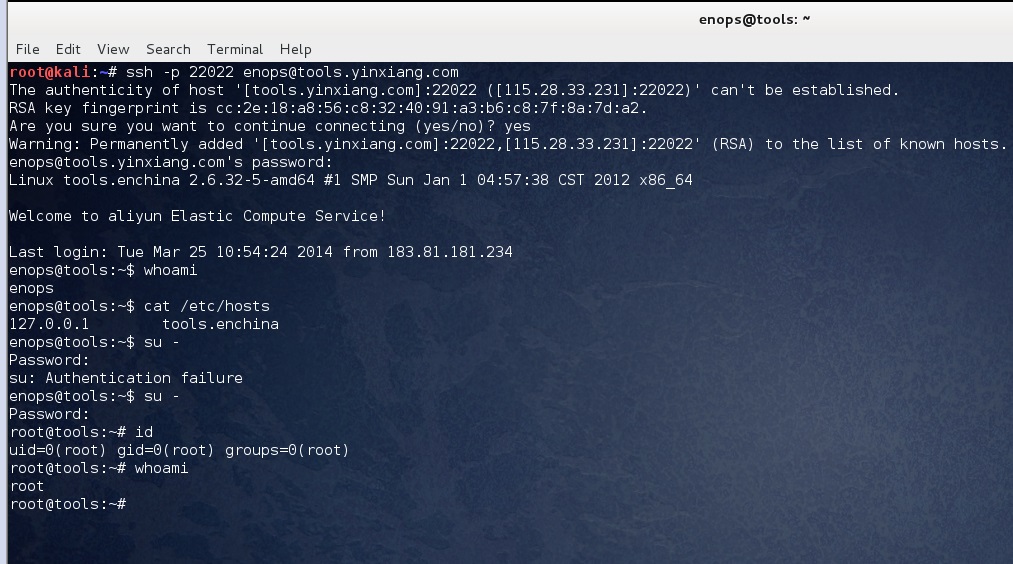 enops@tools: ~
File Edit View Search Terminal Help
root@kali:~# ssh -p 22022 enops@tools.yinxiang.com
The authenticity of host '[tools.yinxiang.com]:22022 ([115.28.33.231]:22022)' can't be established.
RSA key fingerprint is cc:2e:18:a8:56:c8:32:40:91:a3:b6:c8:7f:8a:7d:a2.
Are you sure you want to continue connecting (yes/no)? yes
Warning: Permanently added '[tools.yinxiang.com]:22022,[115.28.33.231]:22022' (RSA) to the list of known hosts.
enops@tools.yinxiang.com's password:
Linux tools.enchina 2.6.32-5-amd64 #1 SMP Sun Jan 1 04:57:38 CST 2012 x86_64
Welcome to aliyun Elastic Compute Service!
Last login: Tue Mar 25 10:54:24 2014 from 183.81.181.234
enops@tools:~$ whoami
enops
enops@tools:~$ cat /etc/hosts
127.0.0.1 tools.enchina
enops@tools:~$ su -
Password:
su: Authentication failure
enops@tools:~$ su -
Password:
root@tools:~# id
uid=0(root) gid=0(root) groups=0(root)
root@tools:~# whoami
root
root@tools:~#